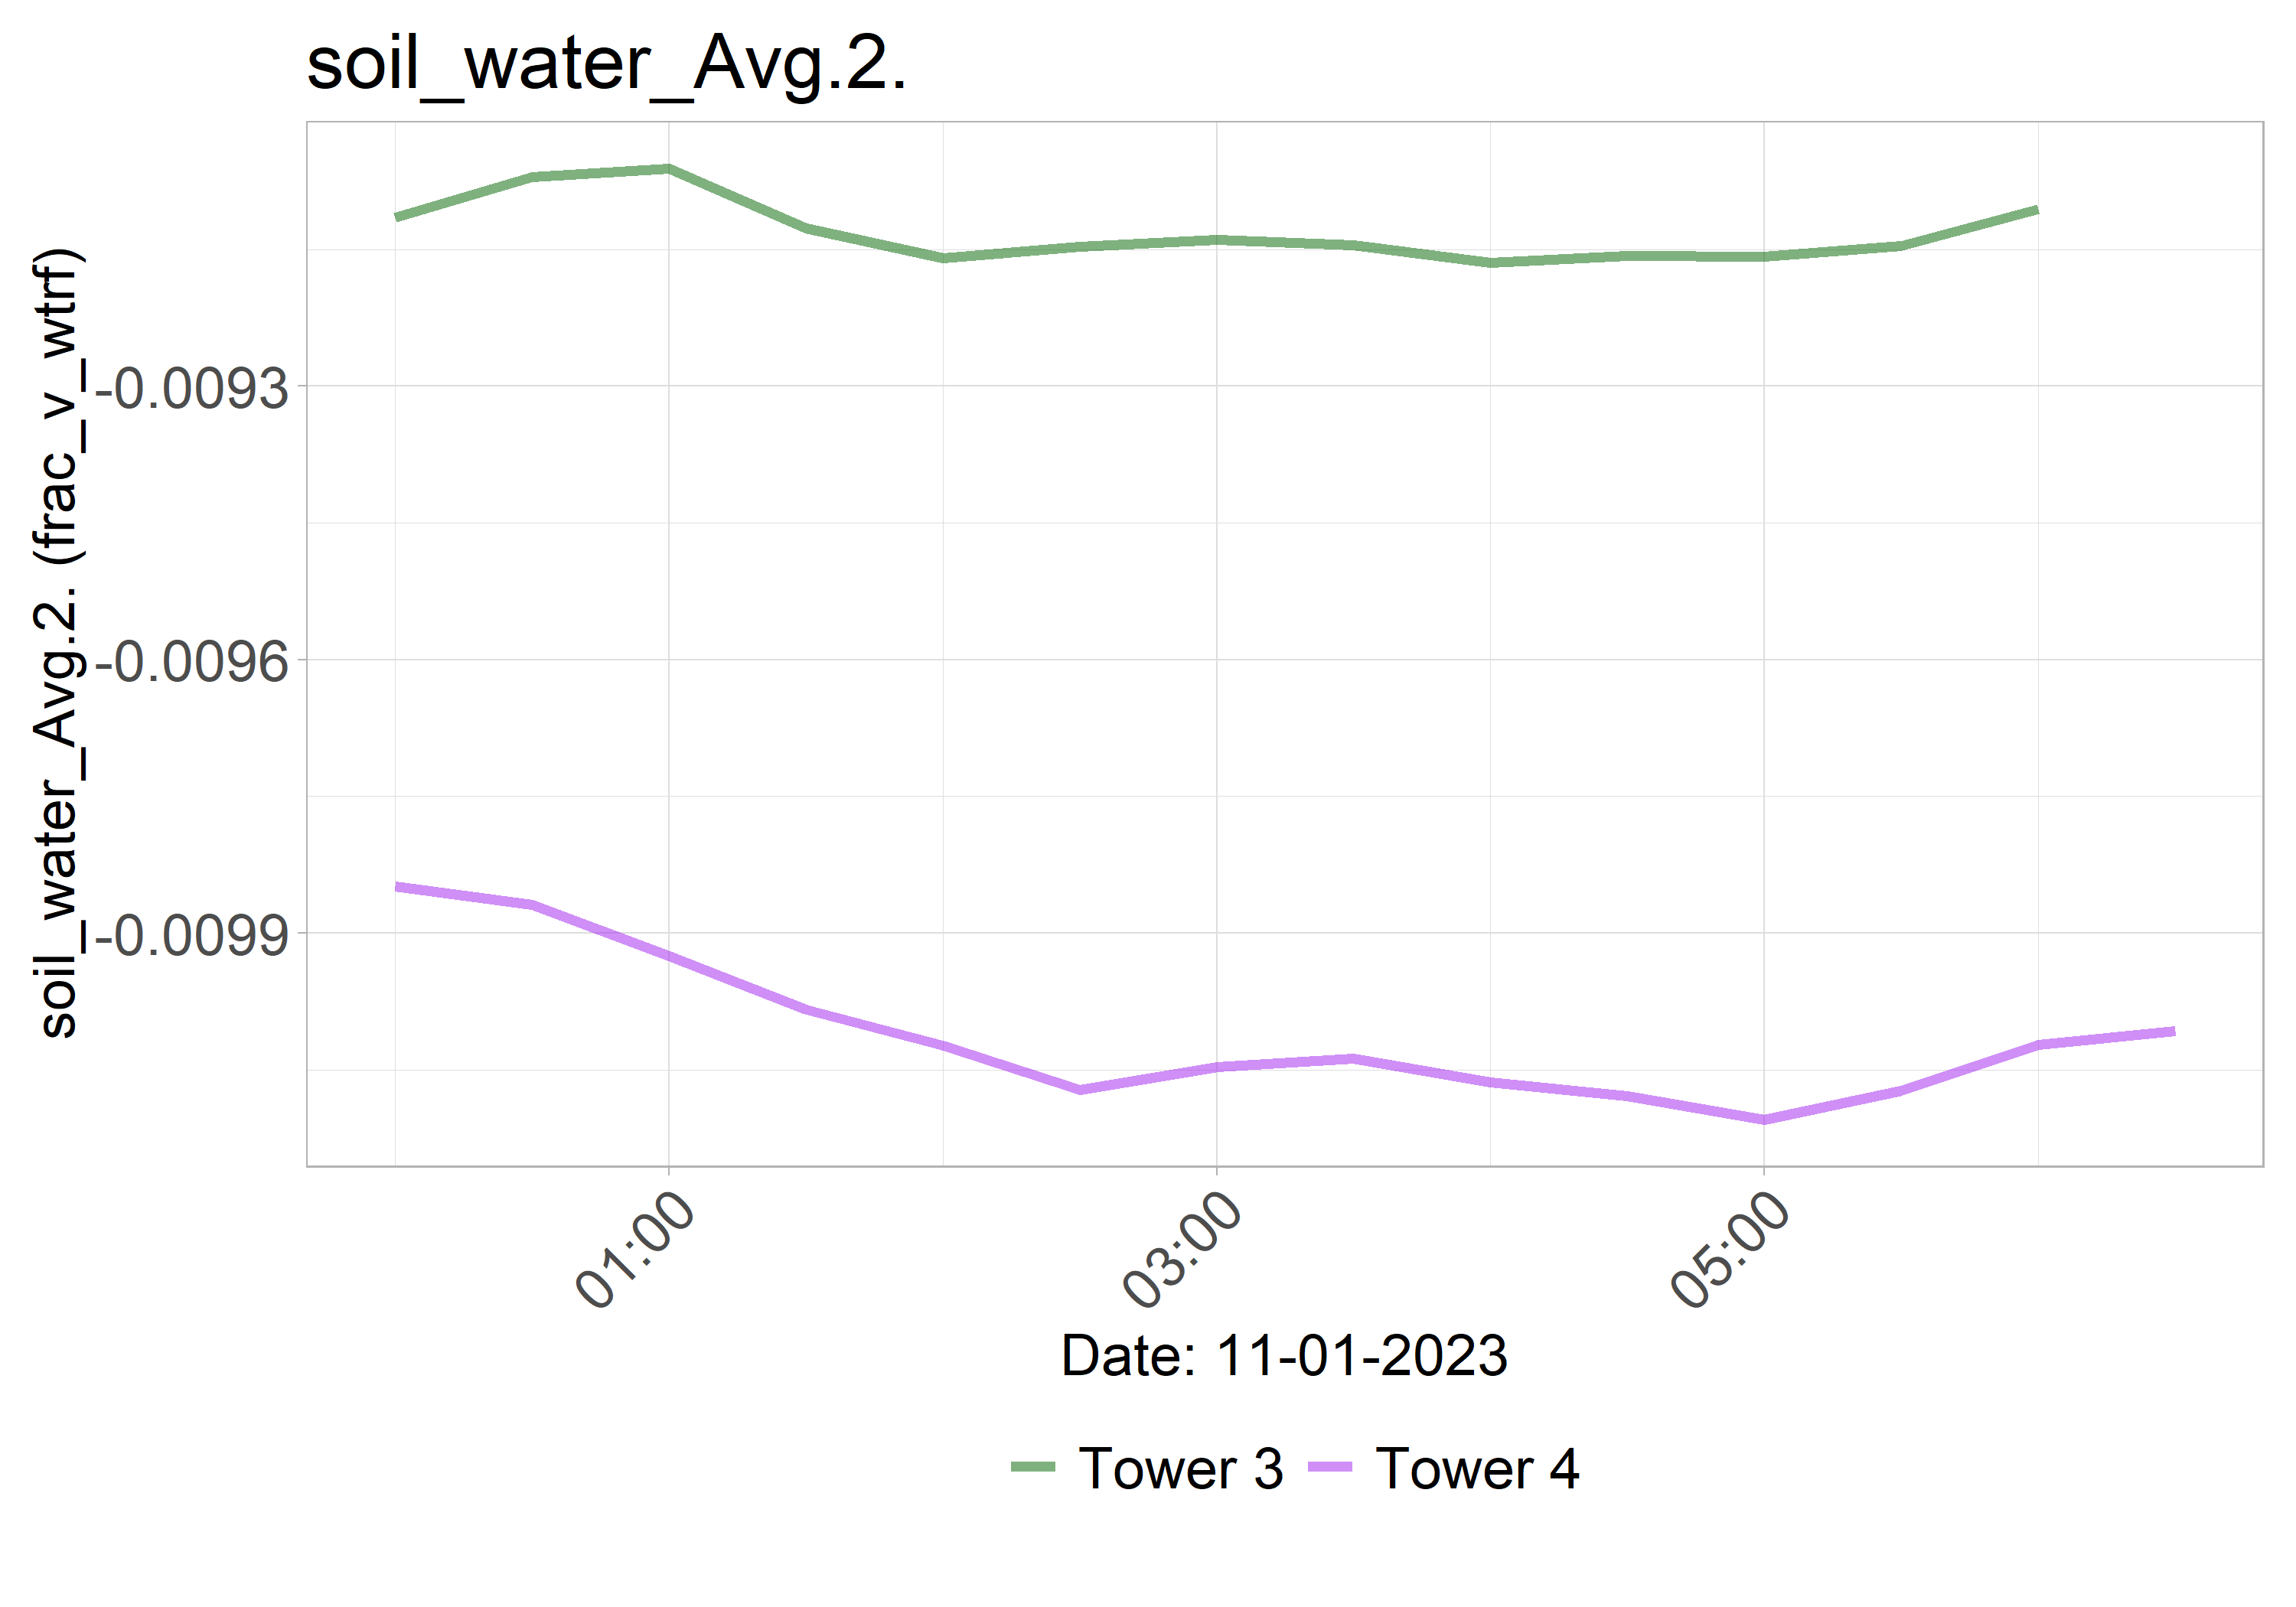 soil_water_Avg.2.
soil_water_Avg.2. (frac_v_wtrf)
-0.0093
-0.0096
-0.0099
01:00
03:00
05:00
Date: 11-01-2023
Tower 3
Tower 4